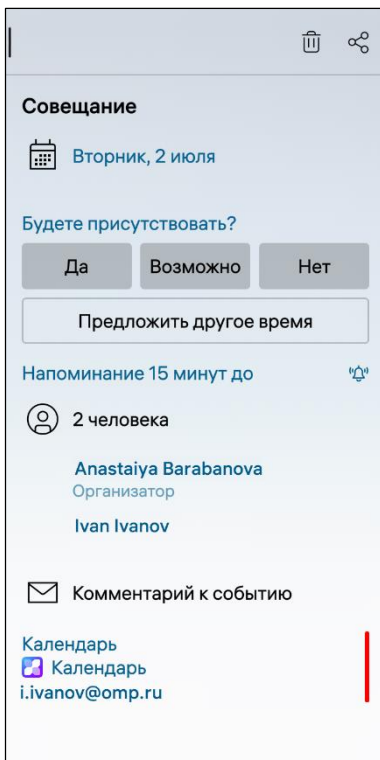 Совещание
Вторник, 2 июля
Будете присутствовать?
Да Возможно Нет
Предложить другое время
Напоминание 15 минут до
2 человека
Anastaiya Barabanova
Организатор
Ivan Ivanov
Комментарий к событию
Календарь
Календарь
i.ivanov@omp.ru